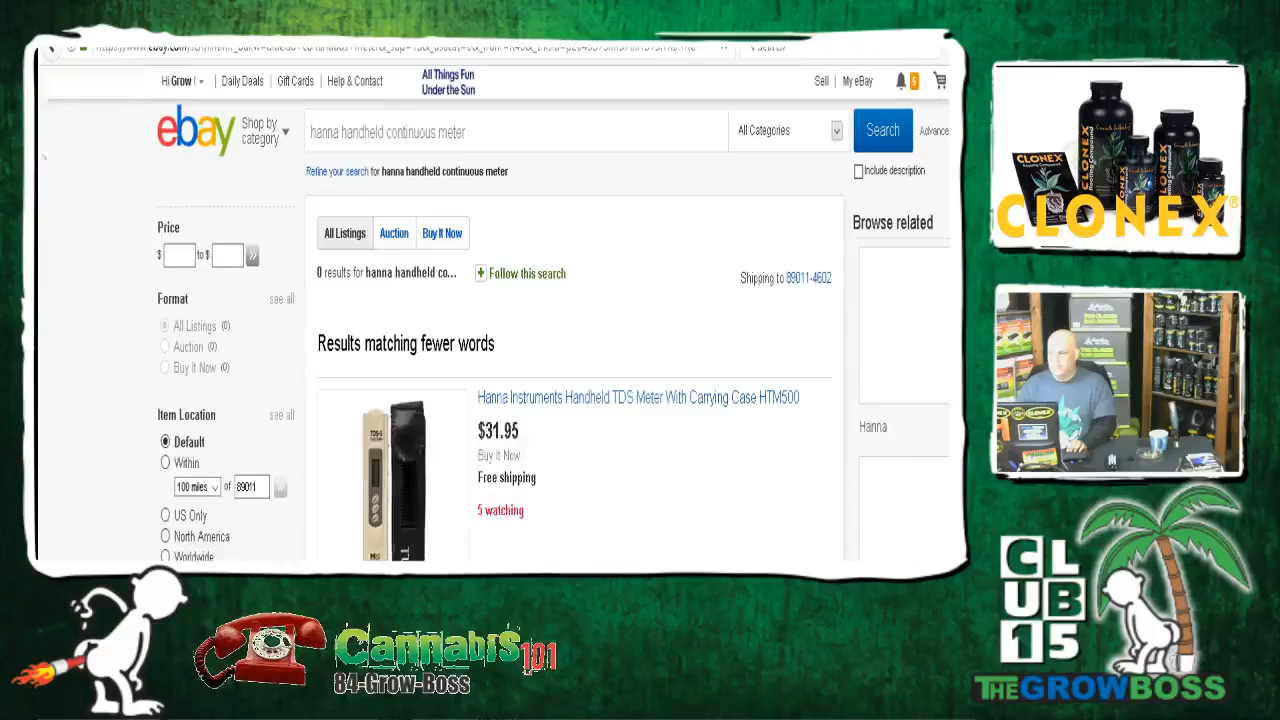 Hi Grow !
Daily Deals
Gift Cards
Help & Contact
All Things Fun
Under the Sun
Sell
My eBay
5
ebay
Shop by
category
hanna handheld continuous meter
All Categories
Search
Advance
Refine your search for hanna handheld continuous meter
Include description
Price
$ to $
Format see all
All Listings (0)
Auction (0)
Buy It Now (0)
Item Location see all
Default
Within
100 miles of 89011
US Only
North America
Worldwide
All Listings
Auction
Buy It Now
0 results for hanna handheld co...
Follow this search
Shipping to 89011-4602
Results matching fewer words
Hanna Instruments Handheld TDS Meter With Carrying Case HTM500
$31.95
Buy it Now
Free shipping
5 watching
Browse related
Hanna
CLONEX
CLONEX
CLONEX
CLONEX®
CLUB
15
THEGROWBOSS
Cannabis 101
84-Grow-Boss